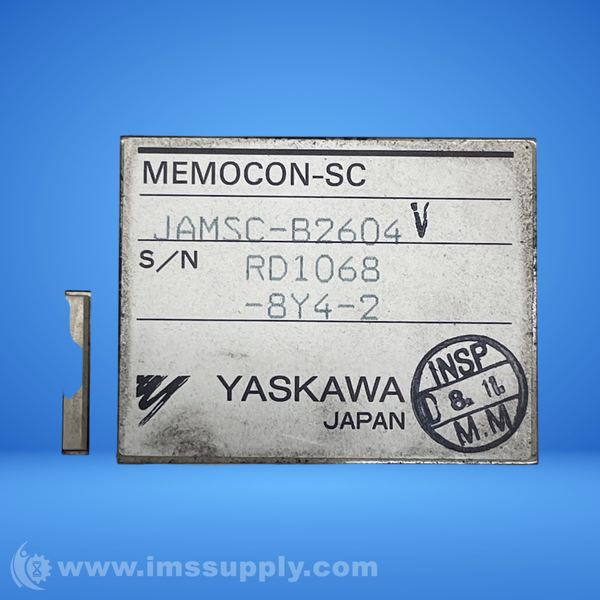 MEMOCON-SC
JAMSC-B2604 V
S/N RD1068
-8Y4-2
YASKAWA
JAPAN
INSP
D 8. 11.
M.M
www.imssupply.com